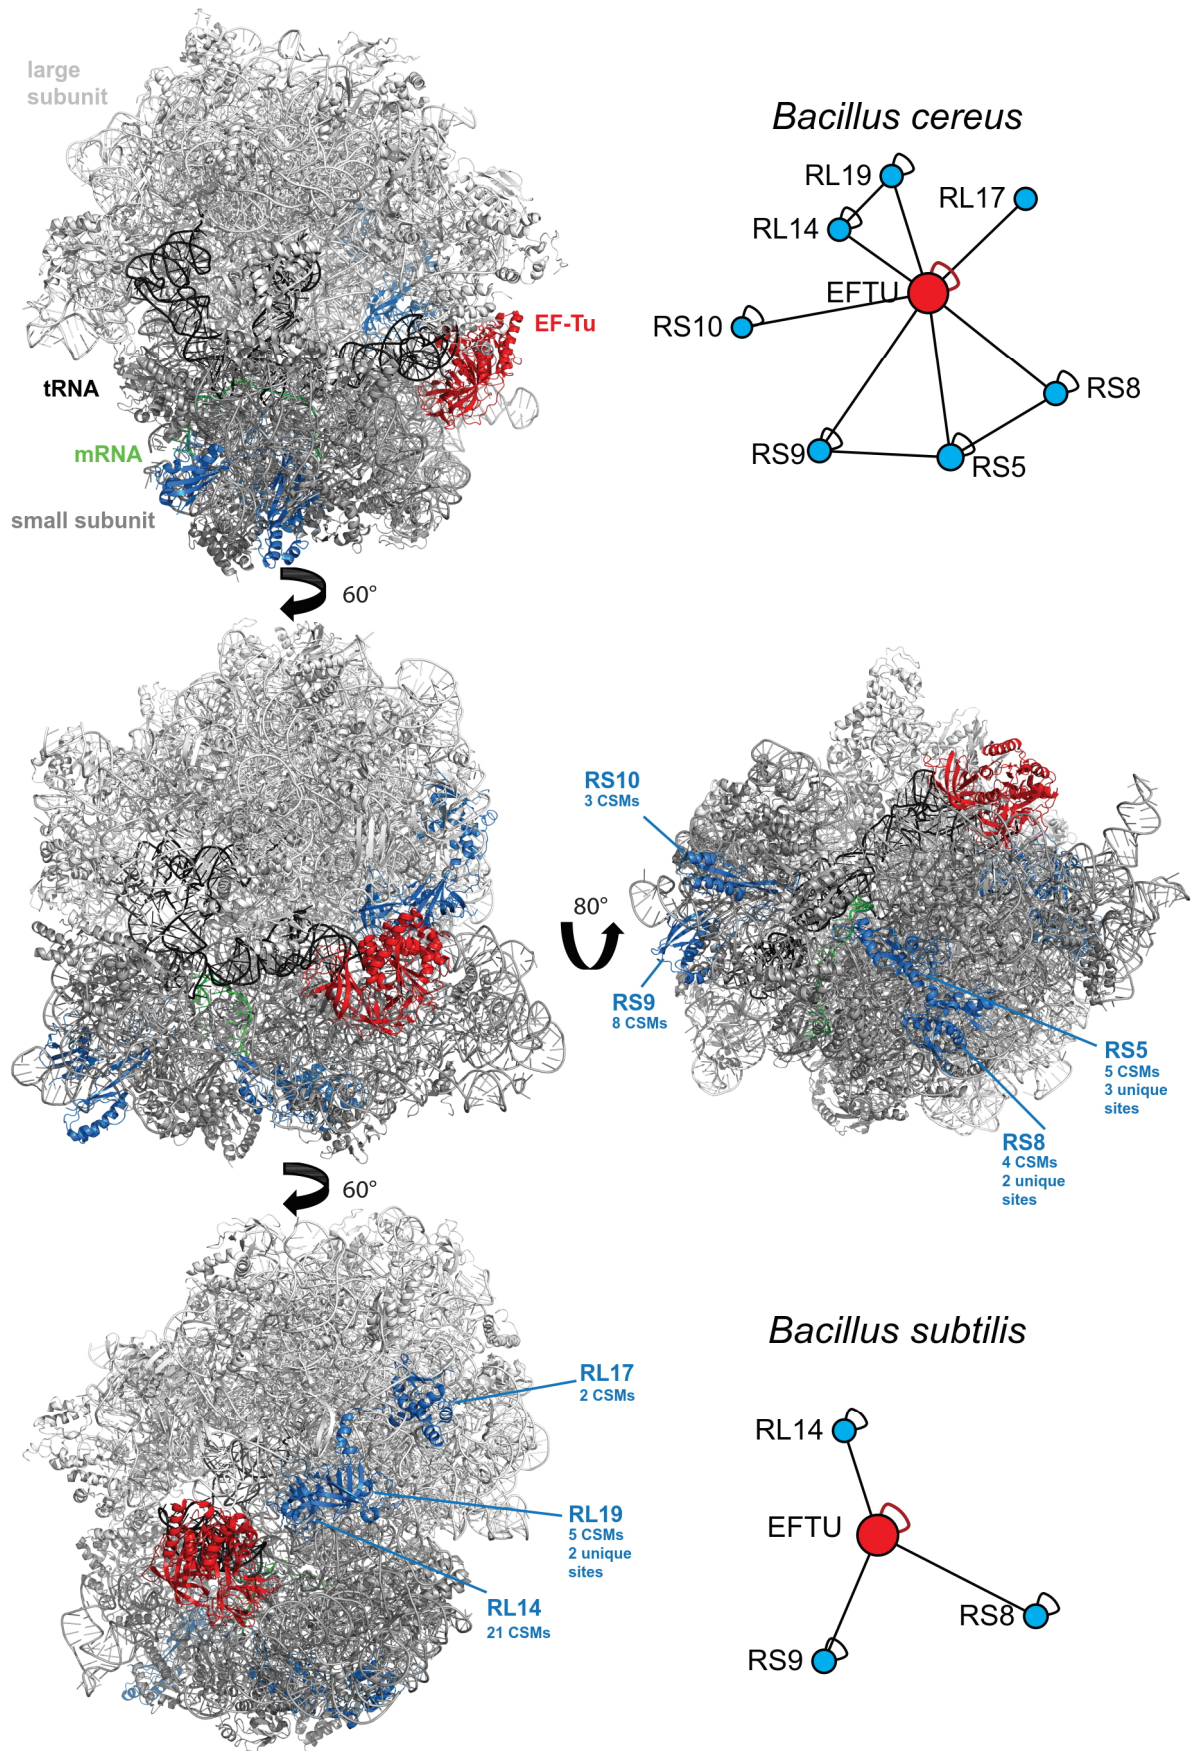 large
subunit
Bacillus cereus
RL19
RL17
RL14
EFTU
RS10
EF-Tu
tRNA
RS8
mRNA
RS9
RS5
small subunit
60°
RS10
3 CSMs
80°
RS9
8 CSMs
RS5
5 CSMs
3 unique
sites
RS8
4 CSMs
2 unique
sites
60°
Bacillus subtilis
RL17
2 CSMs
RL14
RL19
5 CSMs
2 unique
sites
EFTU
RL14
21 CSMs
RS8
RS9